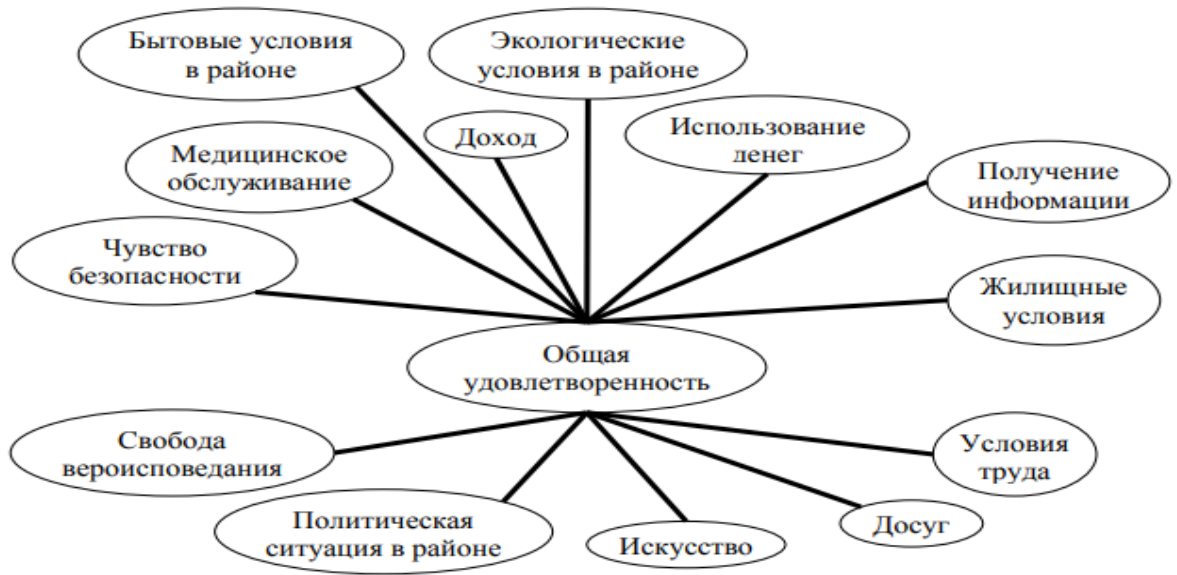 Бытовые условия
в районе
Экологические
условия в районе
Доход
Использование
денег
Медицинское
обслуживание
Получение
информации
Чувство
безопасности
Жилищные
условия
Общая
удовлетворенность
Свобода
вероисповедания
Условия
труда
Политическая
ситуация в районе
Искусство
Досуг